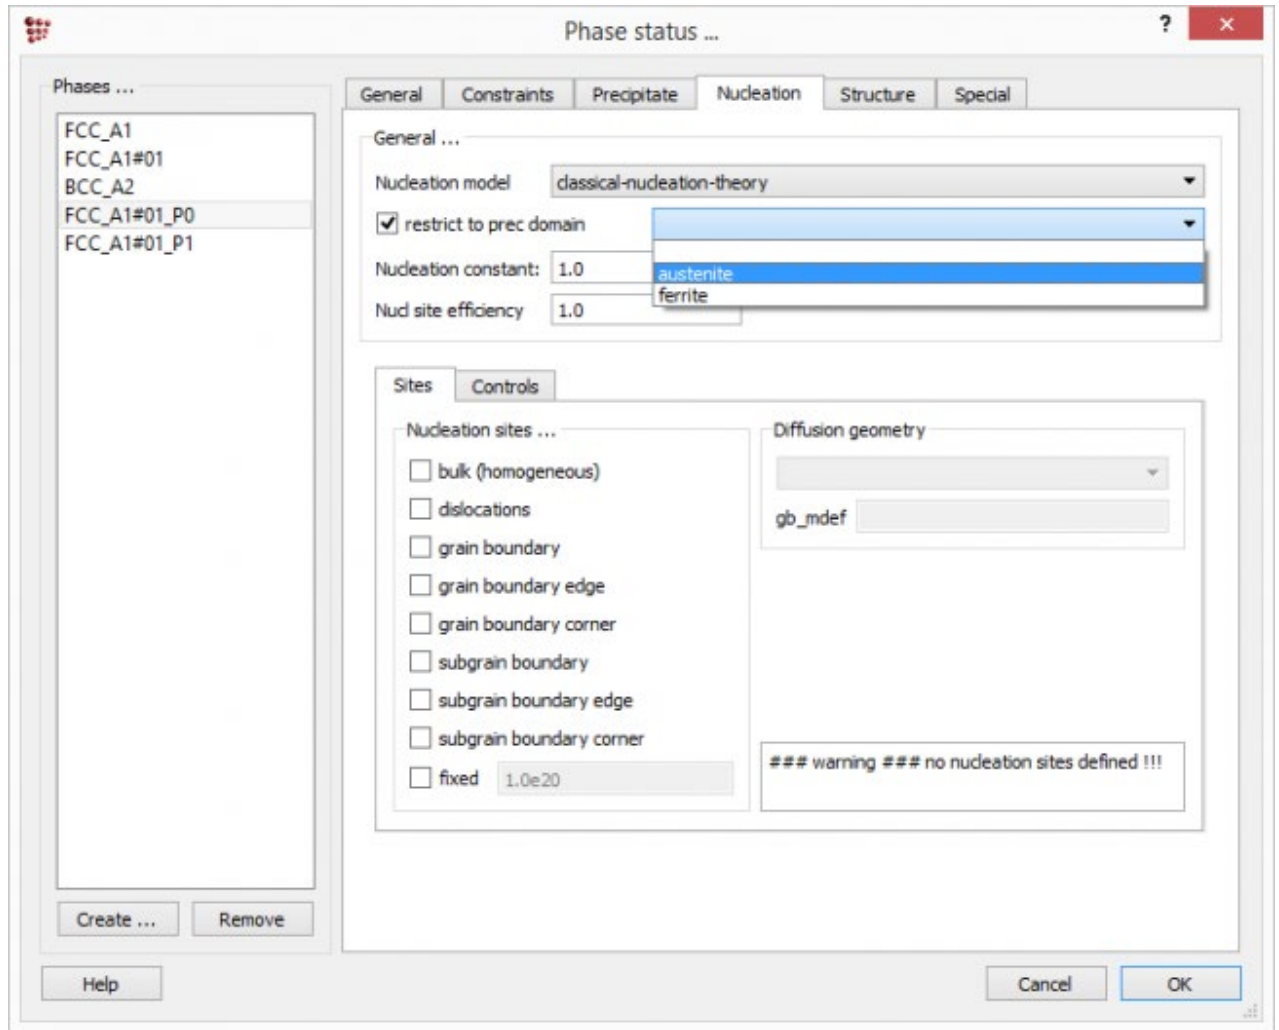 Phase status ...
?
Phases ...
FCC_A1
FCC_A1#01
BCC_A2
FCC_A1#01_P0
FCC_A1#01_P1
Create ...
Remove
General
Constraints
Precipitate
Nucleation
Structure
Special
General ...
Nucleation model
classical-nucleation-theory
restrict to prec domain
austenite
ferrite
Nucleation constant:
1.0
Nucl site efficiency
1.0
Sites
Controls
Nucleation sites ...
bulk (homogeneous)
dislocations
grain boundary
grain boundary edge
grain boundary corner
subgrain boundary
subgrain boundary edge
subgrain boundary corner
fixed
1.0e20
Diffusion geometry
gb_mdef
### warning ### no nucleation sites defined !!!
Help
Cancel
OK